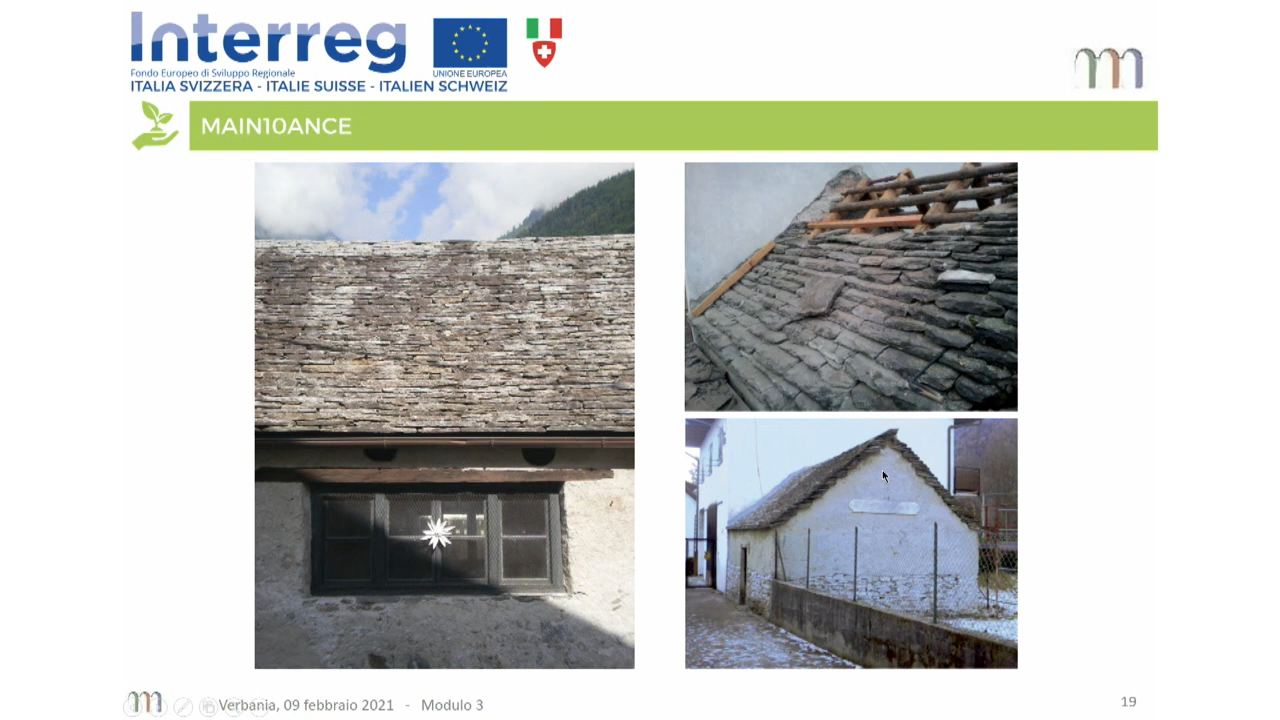 Interreg
Fondo Europeo di Sviluppo Regionale
UNIONE EUROPEA
ITALIA SVIZZERA - ITALIE SUISSE - ITALIEN SCHWEIZ
m
MAIN10ANCE
m
Verbania, 09 febbraio 2021 - Modulo 3
19